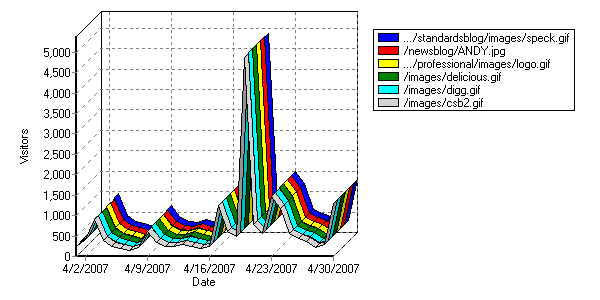 5,000
4,500
4,000
3,500
3,000
2,500
2,000
1,500
1,000
500
0
Visitors
4/2/2007 4/9/2007 4/16/2007 4/23/2007 4/30/2007
Date
.../standardsblog/images/speck.gif
/newsblog/ANDY.jpg
.../professional/images/logo.gif
/images/delicious.gif
/images/digg.gif
/images/csb2.gif